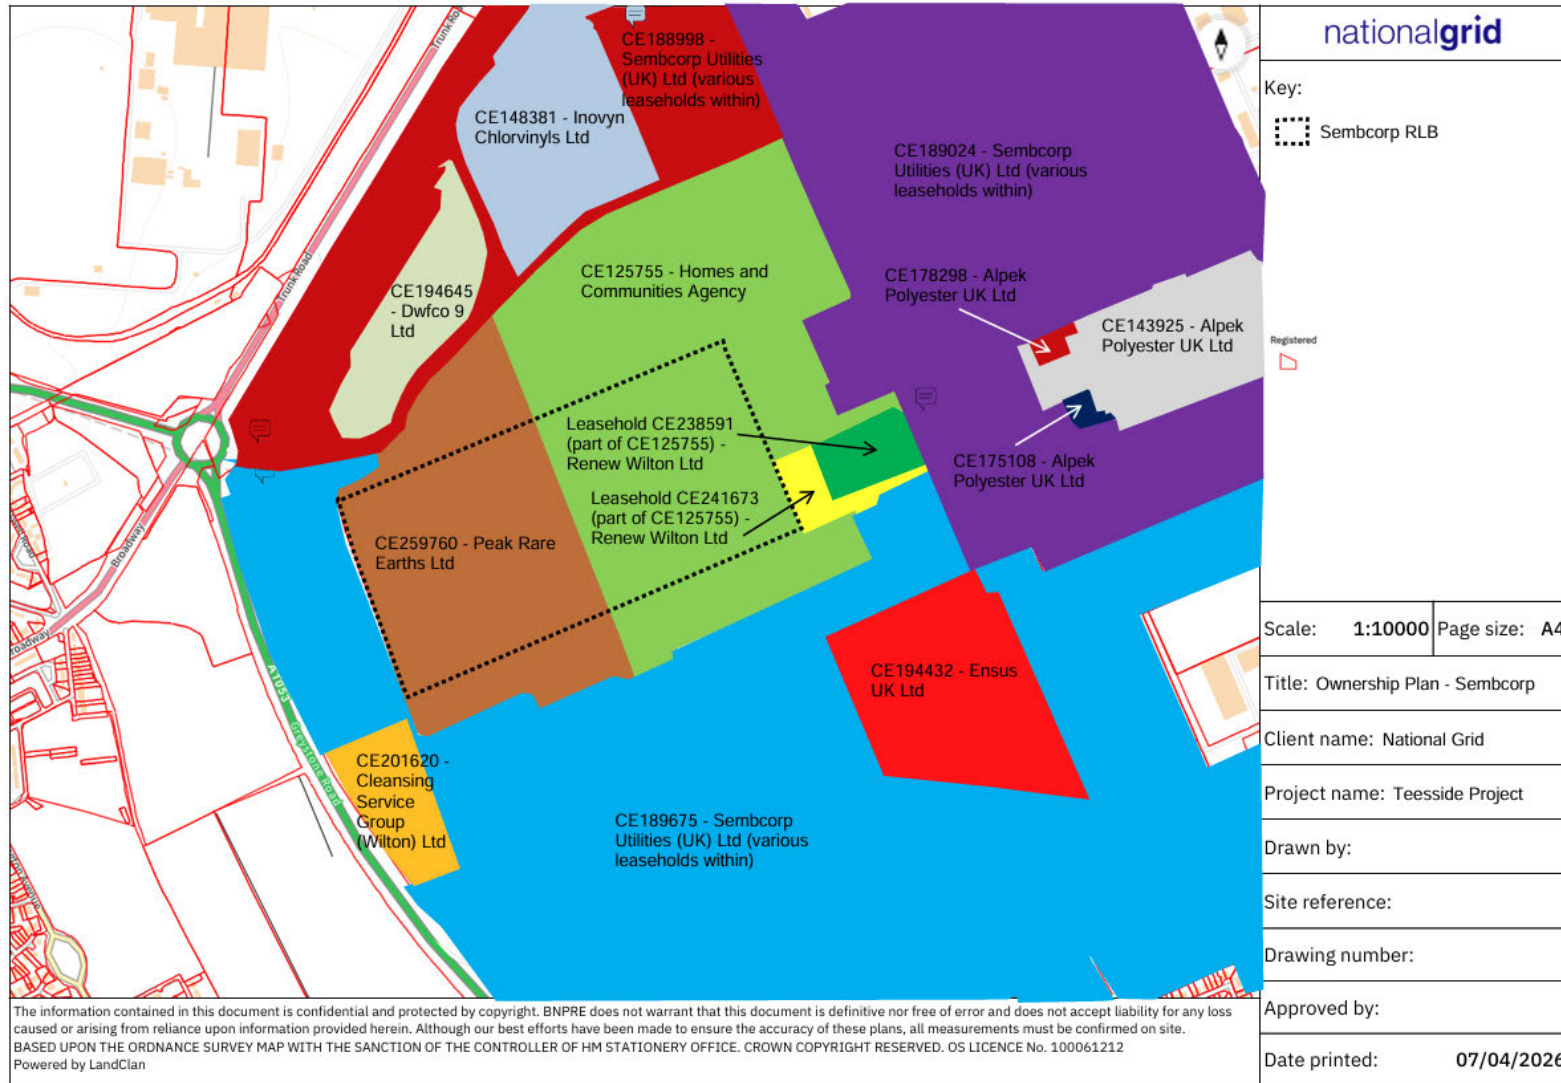 Trunk Road
CE188998 -
Sembcorp Utilities
(UK) Ltd (various
leaseholds within)
CE148381 - Inovyn
Chlorvinyls Ltd
CE189024 - Sembcorp
Utilities (UK) Ltd (various
leaseholds within)
Trunk Road
CE194645
- Dwfco 9
Ltd
CE125755 - Homes and
Communities Agency
CE178298 - Alpek
Polyester UK Ltd
CE143925 - Alpek
Polyester UK Ltd
Leasehold CE238591
(part of CE125755) -
Renew Wilton Ltd
CE175108 - Alpek
Polyester UK Ltd
Leasehold CE241673
(part of CE125755) -
Renew Wilton Ltd
CE259760 - Peak Rare
Earths Ltd
Broadway
Broadway
A1053
Greystone Road
CE194432 - Ensus
UK Ltd
CE201620 -
Cleansing
Service
Group
(Wilton) Ltd
CE189675 - Sembcorp
Utilities (UK) Ltd (various
leaseholds within)
nationalgrid
Key:
Sembcorp RLB
Registered
Scale: 1:10000 Page size: A4
Title: Ownership Plan - Sembcorp
Client name: National Grid
Project name: Teesside Project
Drawn by:
Site reference:
Drawing number:
Approved by:
Date printed: 07/04/2026
The information contained in this document is confidential and protected by copyright. BNPRE does not warrant that this document is definitive nor free of error and does not accept liability for any loss
caused or arising from reliance upon information provided herein. Although our best efforts have been made to ensure the accuracy of these plans, all measurements must be confirmed on site.
BASED UPON THE ORDNANCE SURVEY MAP WITH THE SANCTION OF THE CONTROLLER OF HM STATIONERY OFFICE. CROWN COPYRIGHT RESERVED. OS LICENCE No. 100061212
Powered by LandClan